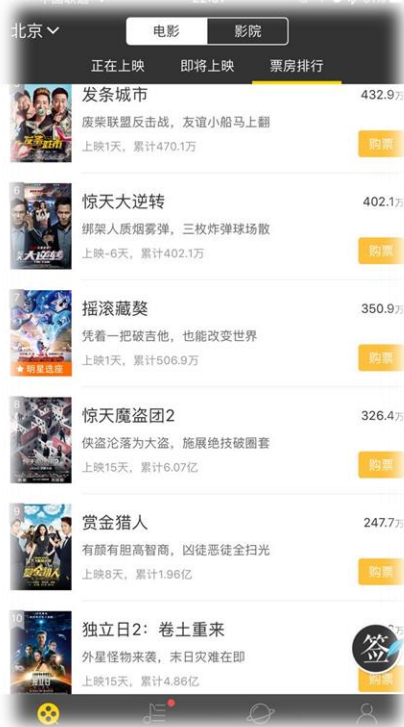 北京
电影
影院
正在上映
即将上映
票房排行
发条城市
432.9万
废柴联盟反击战，友谊小船马上翻
上映1天，累计470.1万
购票
6
惊天大逆转
402.1万
绑架人质烟雾弹，三枚炸弹球场散
上映-6天，累计402.1万
购票
7
摇滚藏獒
350.9万
凭着一把破吉他，也能改变世界
上映1天，累计506.9万
购票
明星选座
8
惊天魔盗团2
326.4万
侠盗沦落为大盗，施展绝技破圈套
上映15天，累计6.07亿
购票
9
赏金猎人
247.7万
有颜有胆高智商，凶徒恶徒全扫光
上映8天，累计1.96亿
购票
10
独立日2：卷土重来
外星怪物来袭，末日灾难在即
签
上映15天，累计4.86亿
购票